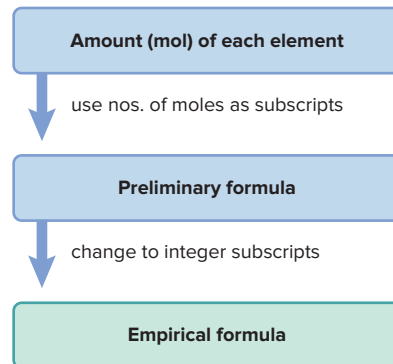 Amount (mol) of each element
use nos. of moles as subscripts
Preliminary formula
change to integer subscripts
Empirical formula